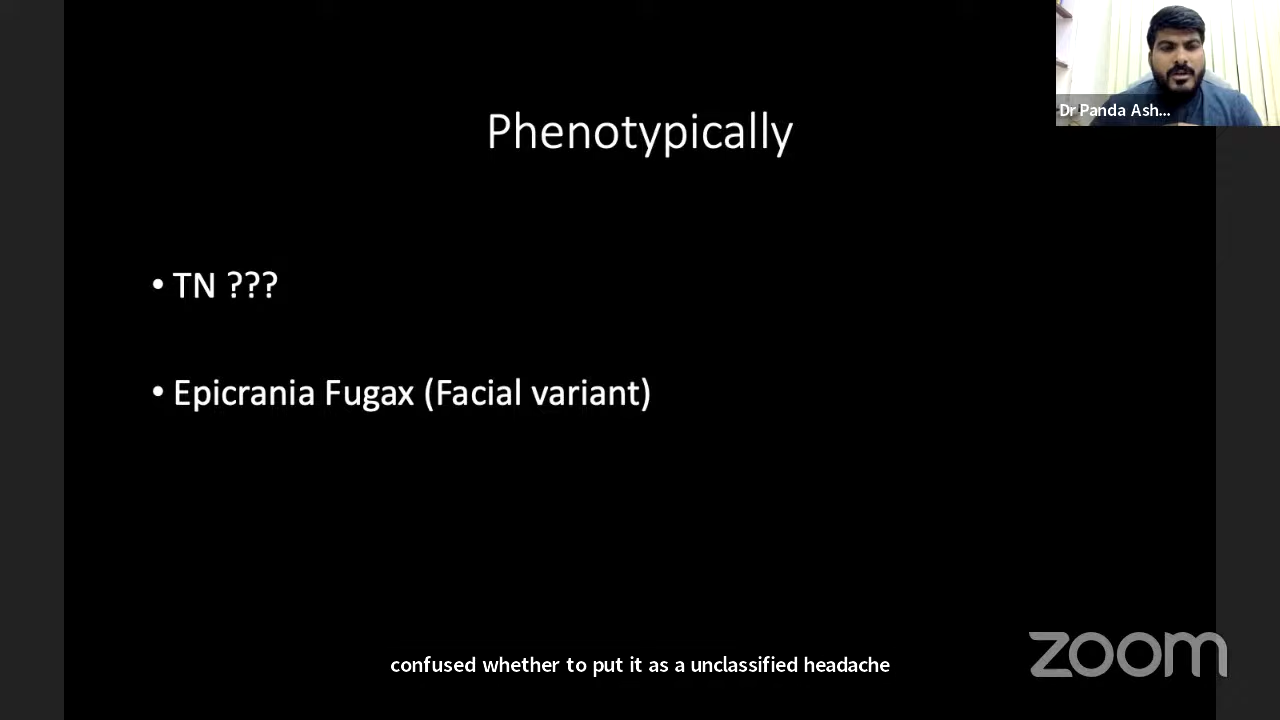 Dr Panda Ash...
Phenotypically
• TN ???
• Epicrania Fugax (Facial variant)
confused whether to put it as a unclassified headache
zoom